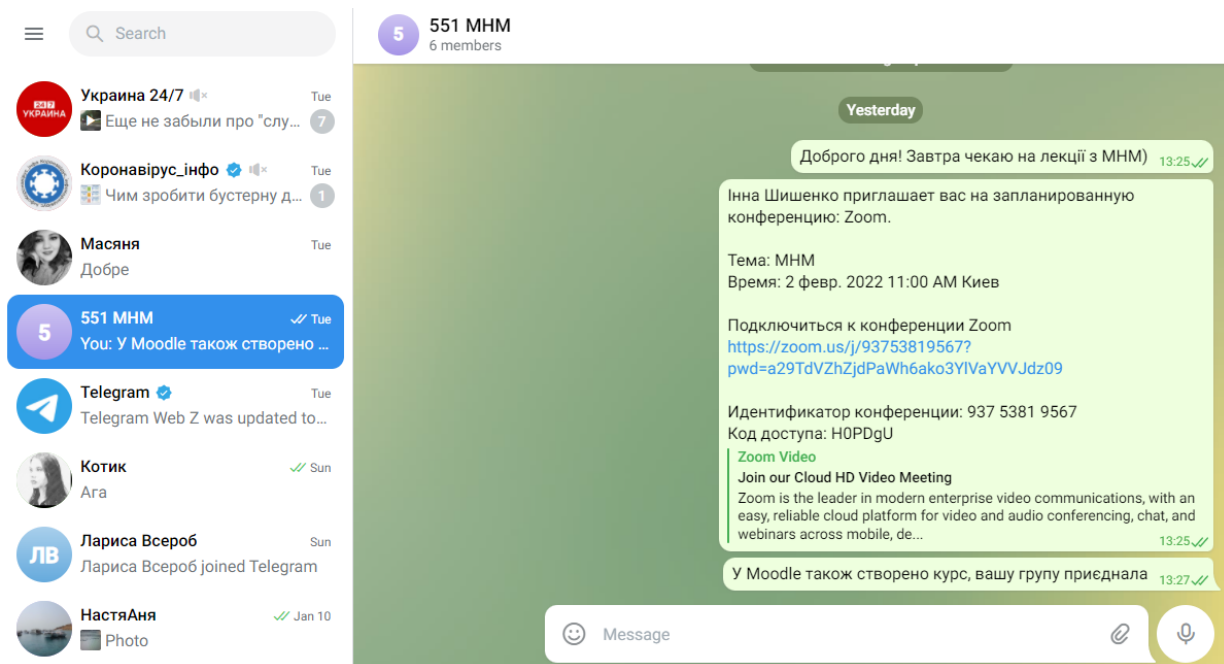 Search
Украина 24/7
Tue
24 7
УКРАИНА
Еще не забыли про "слу...
7
Коронавірус_інфо
Tue
Чим зробити бустерну д...
1
Масяня
Tue
Добре
5
551 МНМ
Tue
You: У Moodle також створено ...
Telegram
Tue
Telegram Web Z was updated to...
Котик
Sun
Ага
ЛВ
Лариса Всероб
Sun
Лариса Всероб joined Telegram
НастяАня
Jan 10
Photo
5
551 МНМ
6 members
Yesterday
Доброго дня! Завтра чекаю на лекції з МНМ)
13:25
Інна Шишенко приглашает вас на запланированную
конференцию: Zoom.
Тема: МНМ
Время: 2 февр. 2022 11:00 AM Киев
Подключиться к конференции Zoom
https://zoom.us/j/93753819567?
pwd=a29TdVZhZjdPaWh6ako3YlVaYVVJdz09
Идентификатор конференции: 937 5381 9567
Код доступа: H0PDgU
Zoom Video
Join our Cloud HD Video Meeting
Zoom is the leader in modern enterprise video communications, with an
easy, reliable cloud platform for video and audio conferencing, chat, and
webinars across mobile, de...
13:25
У Moodle також створено курс, вашу групу приєднала
13:27
Message